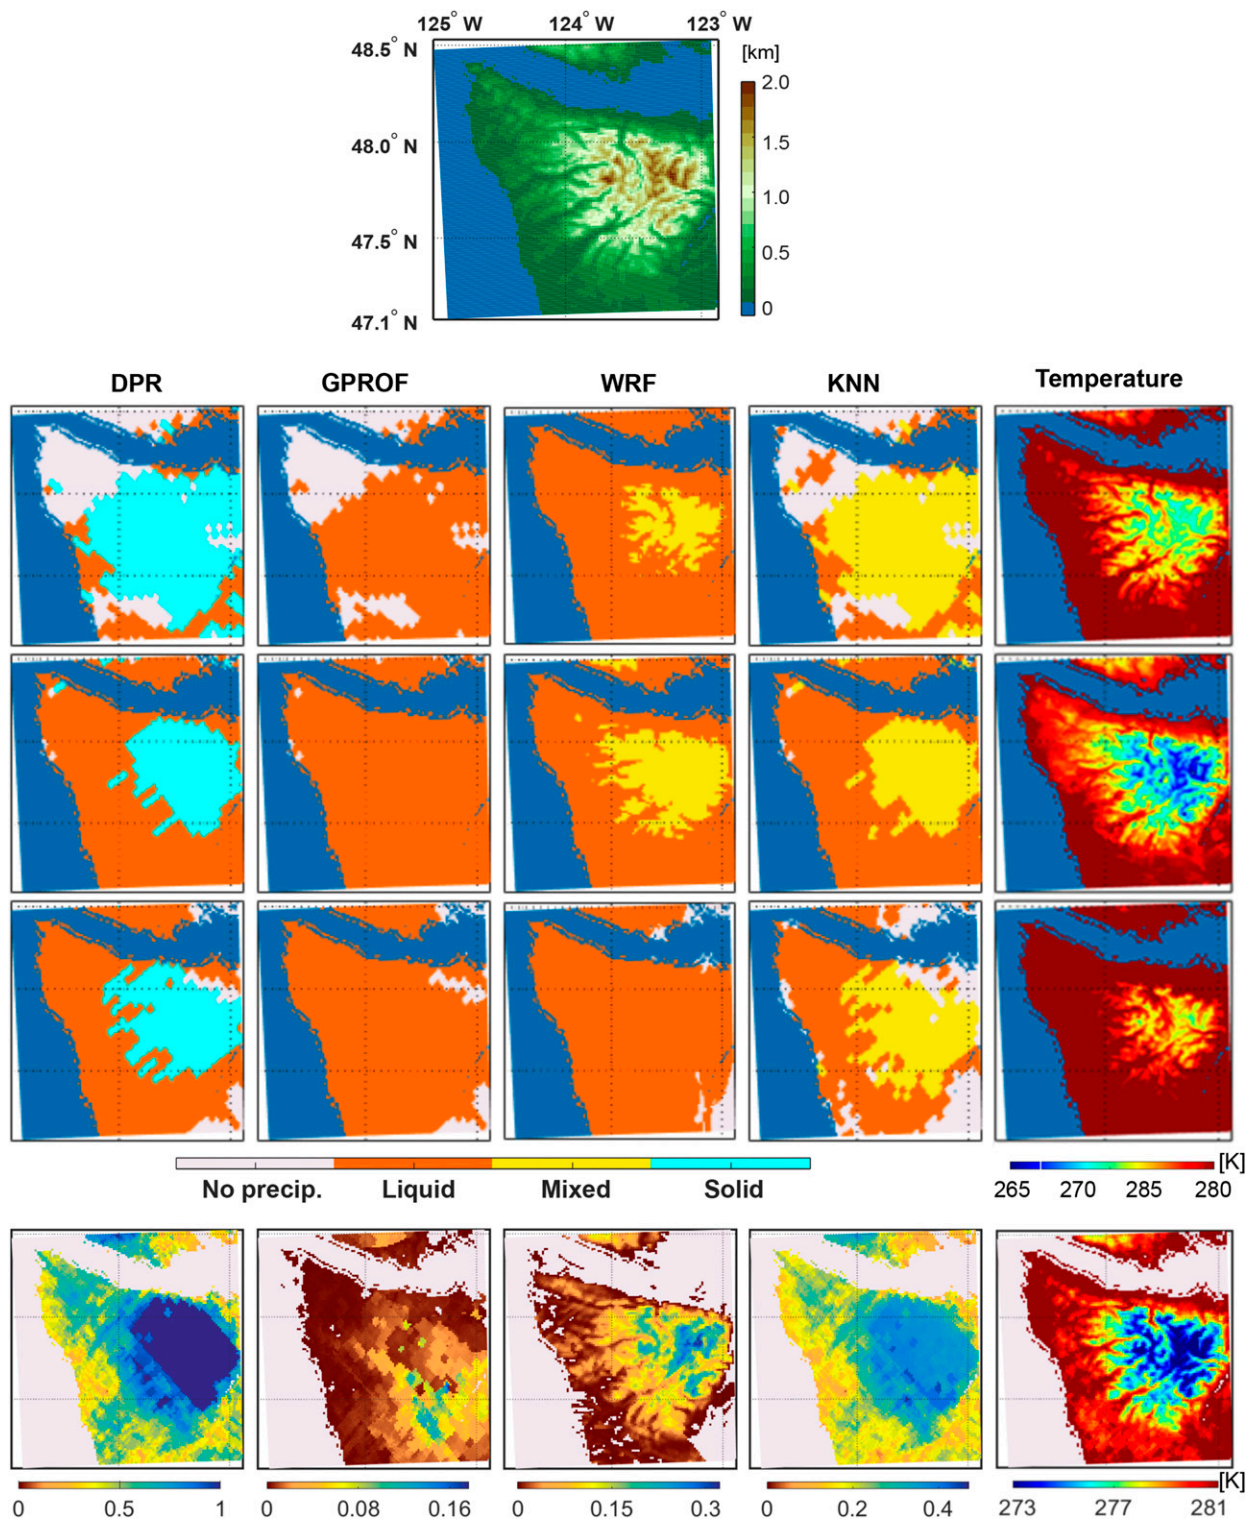 125° W 124° W 123° W
48.5° N
[km]
2.0
48.0° N
1.5
1.0
47.5° N
0.5
0
47.1° N
DPR GPROF WRF KNN Temperature
No precip. Liquid Mixed Solid
[K]
265 270 285 280
[K]
0 0.5 1 0 0.08 0.16 0 0.15 0.3 0 0.2 0.4 273 277 281